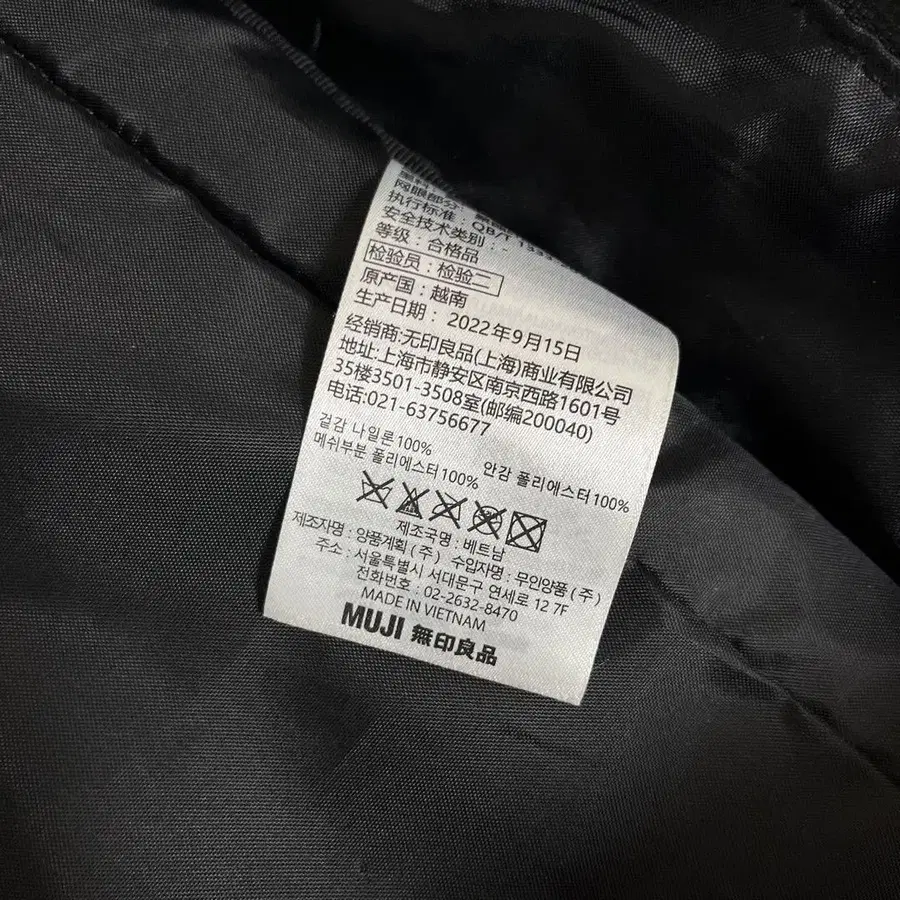 网眼部分:
执行标准: QB/T 1333-
安全技术类别:
等级: 合格品
检验员: 检验二
原产国: 越南
生产日期: 2022年9月15日
经销商:无印良品(上海)商业有限公司
地址:上海市静安区南京西路1601号
35楼3501-3508室(邮编200040)
电话:021-63756677
겉감 나일론100% 안감 폴리에스터100%
메쉬부분 폴리에스터100%
제조국명 : 베트남
제조자명 : 양품계획 (주) 수입자명 : 무인양품 (주)
주소 : 서울특별시 서대문구 연세로 12 7F
전화번호 : 02-2632-8470
MADE IN VIETNAM
MUJI 無印良品